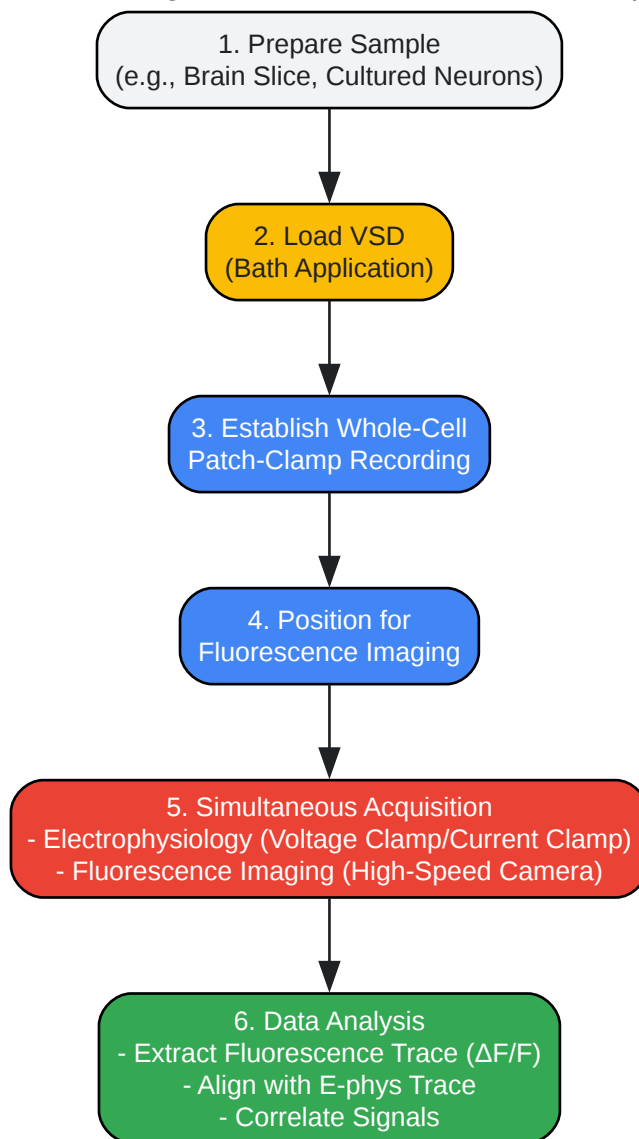 1. Prepare Sample
(e.g., Brain Slice, Cultured Neurons)
2. Load VSD
(Bath Application)
3. Establish Whole-Cell
Patch-Clamp Recording
4. Position for
Fluorescence Imaging
5. Simultaneous Acquisition
- Electrophysiology (Voltage Clamp/Current Clamp)
- Fluorescence Imaging (High-Speed Camera)
6. Data Analysis
- Extract Fluorescence Trace (ΔF/F)
- Align with E-phys Trace
- Correlate Signals